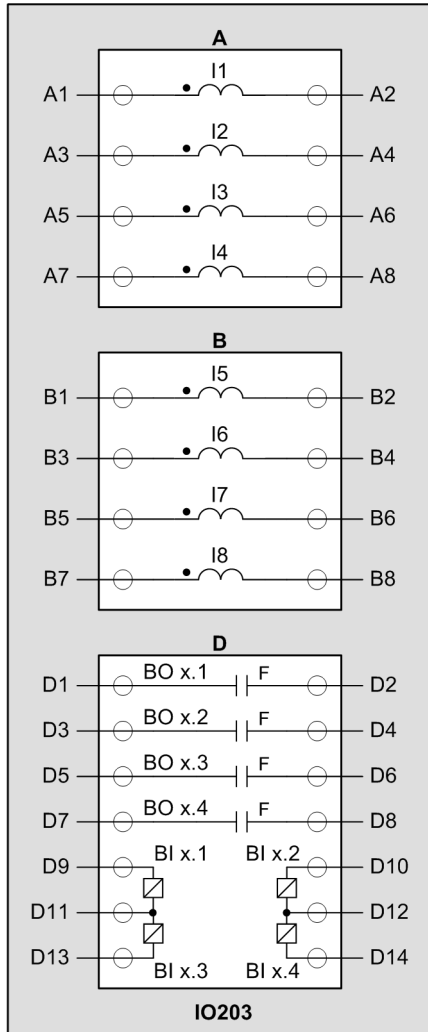 A
I1
A1 A2
I2
A3 A4
I3
A5 A6
I4
A7 A8
B
I5
B1 B2
I6
B3 B4
I7
B5 B6
I8
B7 B8
D
D1 BO x.1 F D2
D3 BO x.2 F D4
D5 BO x.3 F D6
D7 BO x.4 F D8
D9 BI x.1 BI x.2 D10
D11 D12
D13 BI x.3 BI x.4 D14
IO203